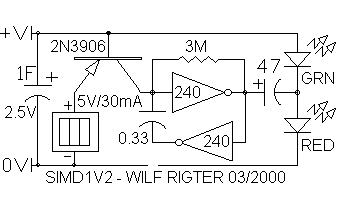 +V
2N3906
3M
1F +
47
+
240
GRN
2.5V
+
5V/30mA
0.33
240
RED
-
0V
SIMD1V2 - WILF RIGTER 03/2000